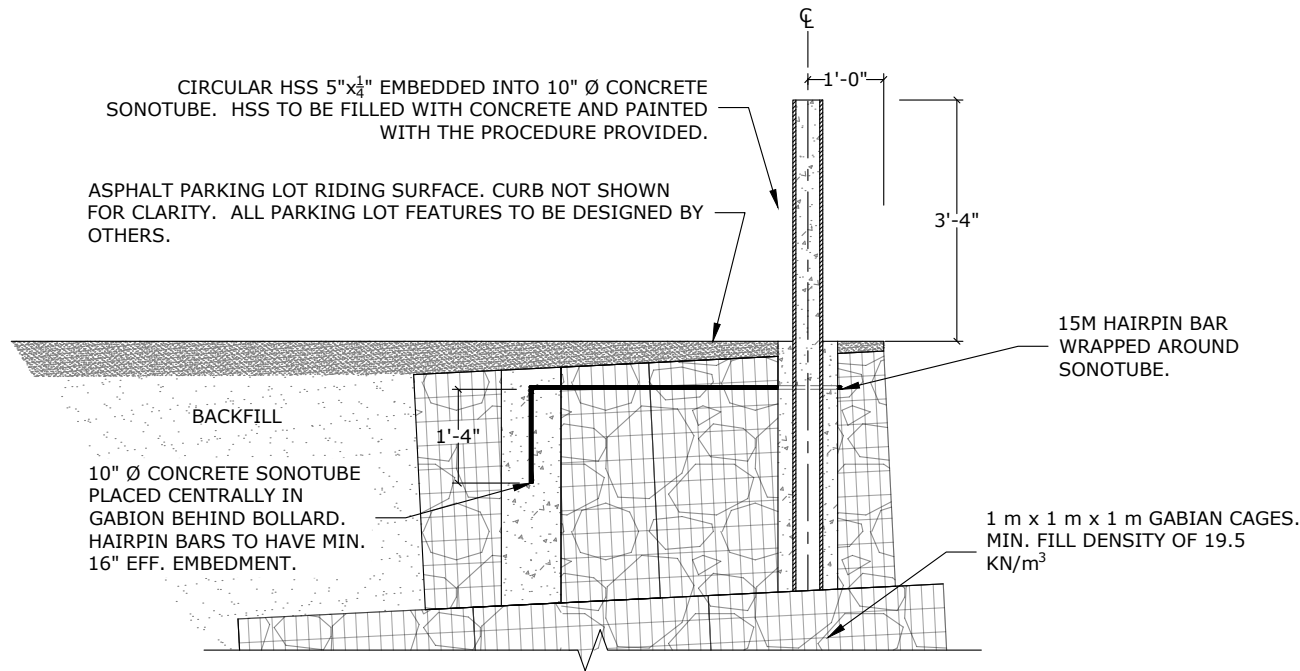 ℄
1'-0"
CIRCULAR HSS 5"x1/4" EMBEDDED INTO 10" Ø CONCRETE
SONOTUBE. HSS TO BE FILLED WITH CONCRETE AND PAINTED
WITH THE PROCEDURE PROVIDED.
ASPHALT PARKING LOT RIDING SURFACE. CURB NOT SHOWN
FOR CLARITY. ALL PARKING LOT FEATURES TO BE DESIGNED BY
OTHERS.
3'-4"
15M HAIRPIN BAR
WRAPPED AROUND
SONOTUBE.
BACKFILL
1'-4"
10" Ø CONCRETE SONOTUBE
PLACED CENTRALLY IN
GABION BEHIND BOLLARD.
HAIRPIN BARS TO HAVE MIN.
16" EFF. EMBEDMENT.
1 m x 1 m x 1 m GABIAN CAGES.
MIN. FILL DENSITY OF 19.5
KN/m³